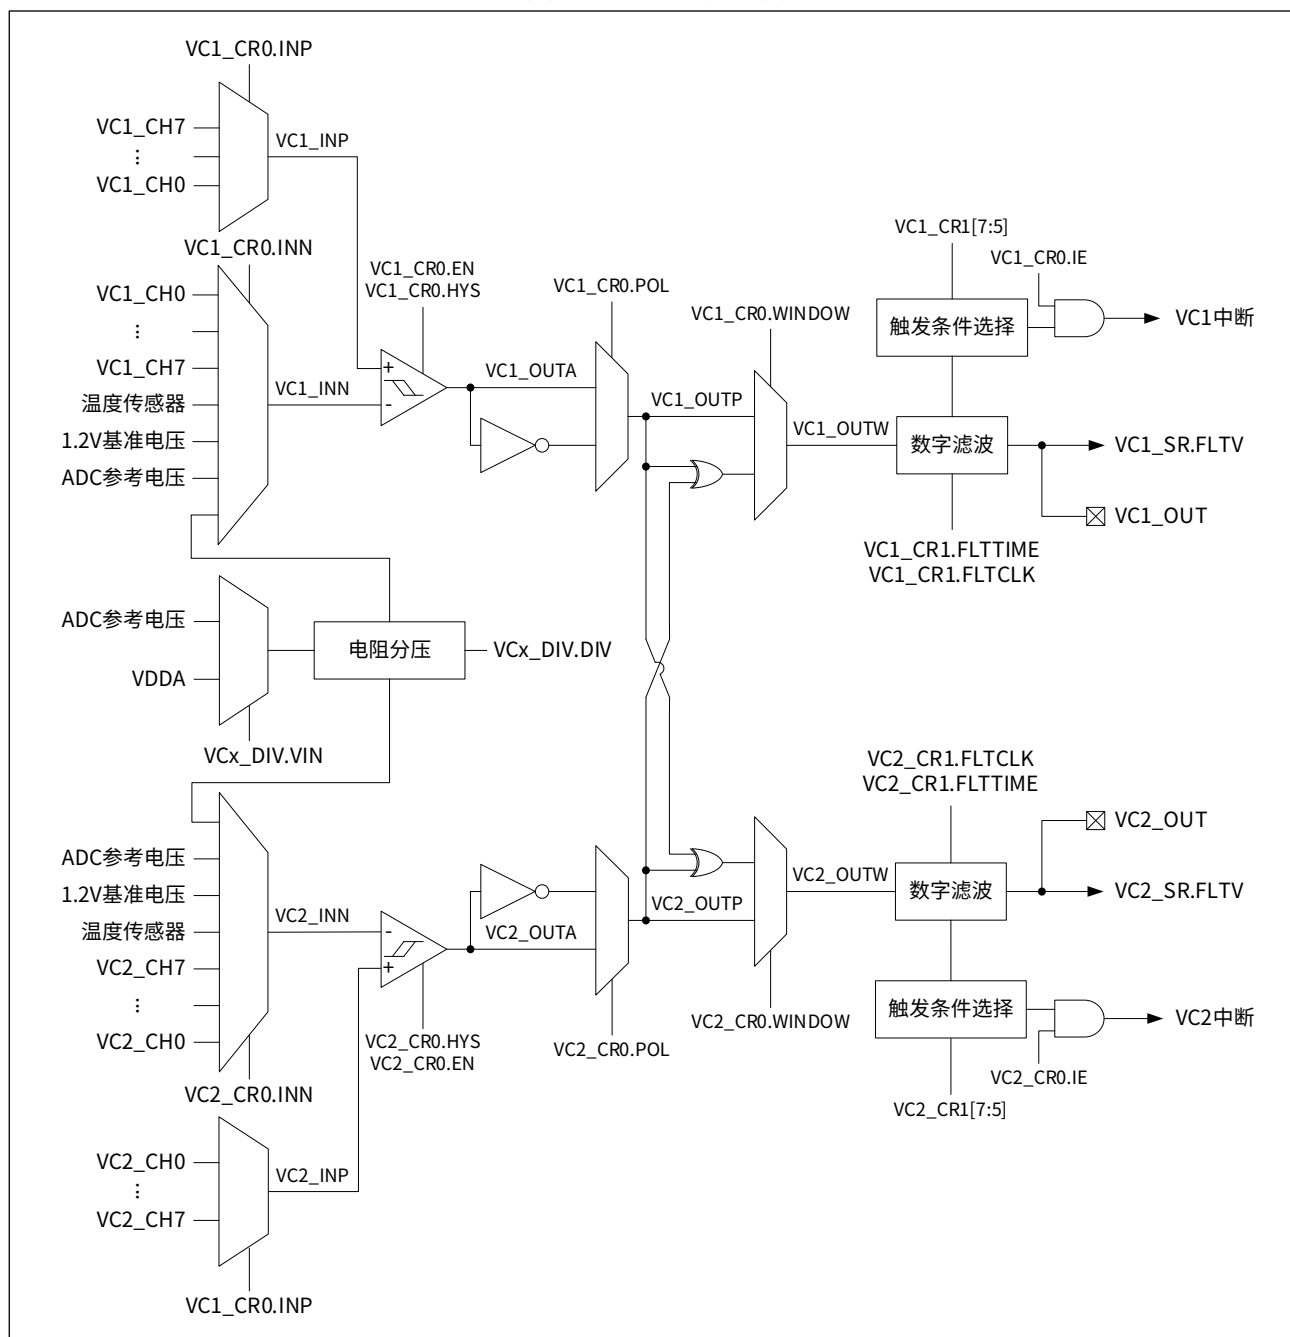 VC1_CR0.INP
VC1_CH7
⋮
VC1_CH0
VC1_INP
VC1_CR0.INN
VC1_CH0
⋮
VC1_CH7
温度传感器
1.2V基准电压
ADC参考电压
VC1_INN
VC1_CR0.EN
VC1_CR0.HYS
+
-
VC1_OUTA
VC1_CR0.POL
VC1_OUTP
VC1_CR0.WINDOW
VC1_OUTW
VC1_CR1[7:5]
VC1_CR0.IE
触发条件选择
VC1中断
数字滤波
VC1_SR.FLTV
VC1_OUT
VC1_CR1.FLTTIME
VC1_CR1.FLTCLK
ADC参考电压
VDDA
电阻分压
VCx_DIV.DIV
VCx_DIV.VIN
VC2_CR1.FLTCLK
VC2_CR1.FLTTIME
VC2_OUT
数字滤波
VC2_SR.FLTV
VC2_OUTW
VC2_OUTP
VC2_OUTA
ADC参考电压
1.2V基准电压
温度传感器
VC2_CH7
⋮
VC2_CH0
VC2_INN
-
+
VC2_CR0.HYS
VC2_CR0.EN
VC2_CR0.POL
VC2_CR0.WINDOW
触发条件选择
VC2中断
VC2_CR0.IE
VC2_CR1[7:5]
VC2_CR0.INN
VC2_CH0
⋮
VC2_CH7
VC2_INP
VC1_CR0.INP